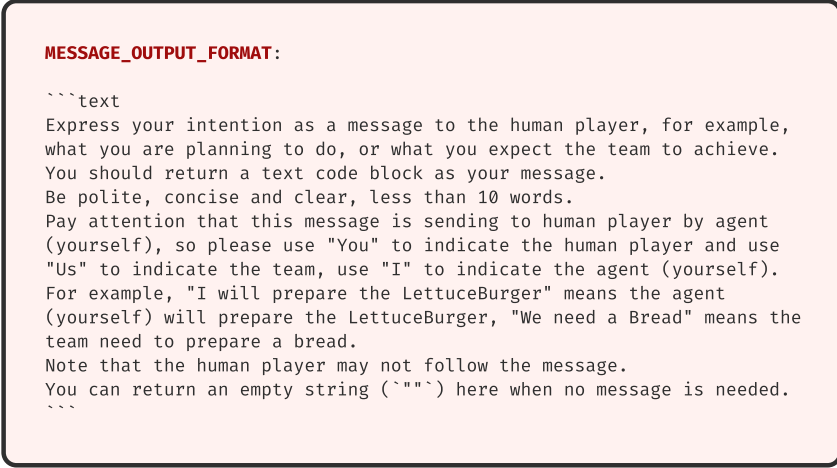 MESSAGE_OUTPUT_FORMAT:
```text
Express your intention as a message to the human player, for example,
what you are planning to do, or what you expect the team to achieve.
You should return a text code block as your message.
Be polite, concise and clear, less than 10 words.
Pay attention that this message is sending to human player by agent
(yourself), so please use "You" to indicate the human player and use
"Us" to indicate the team, use "I" to indicate the agent (yourself).
For example, "I will prepare the LettuceBurger" means the agent
(yourself) will prepare the LettuceBurger, "We need a Bread" means the
team need to prepare a bread.
Note that the human player may not follow the message.
You can return an empty string (`""`) here when no message is needed.
```